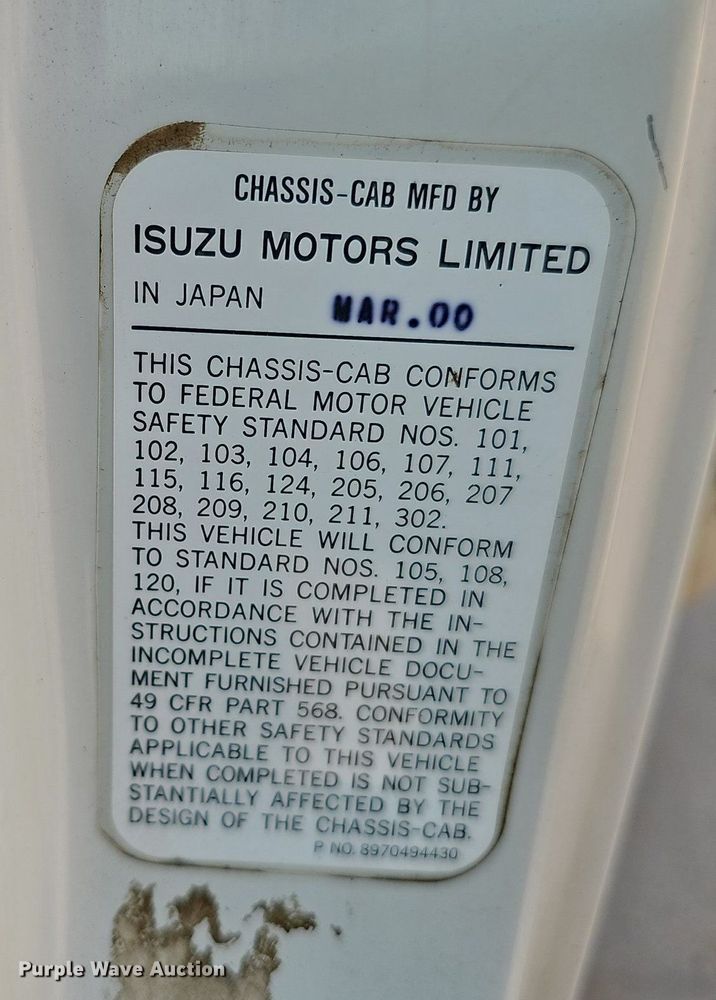 CHASSIS-CAB MFD BY
ISUZU MOTORS LIMITED
IN JAPAN MAR.00
THIS CHASSIS-CAB CONFORMS
TO FEDERAL MOTOR VEHICLE
SAFETY STANDARD NOS. 101,
102, 103, 104, 106, 107, 111,
115, 116, 124, 205, 206, 207
208, 209, 210, 211, 302.
THIS VEHICLE WILL CONFORM
TO STANDARD NOS. 105, 108,
120, IF IT IS COMPLETED IN
ACCORDANCE WITH THE IN-
STRUCTIONS CONTAINED IN THE
INCOMPLETE VEHICLE DOCU-
MENT FURNISHED PURSUANT TO
49 CFR PART 568. CONFORMITY
TO OTHER SAFETY STANDARDS
APPLICABLE TO THIS VEHICLE
WHEN COMPLETED IS NOT SUB-
STANTIALLY AFFECTED BY THE
DESIGN OF THE CHASSIS-CAB.
P NO. 8970494430
Purple Wave Auction